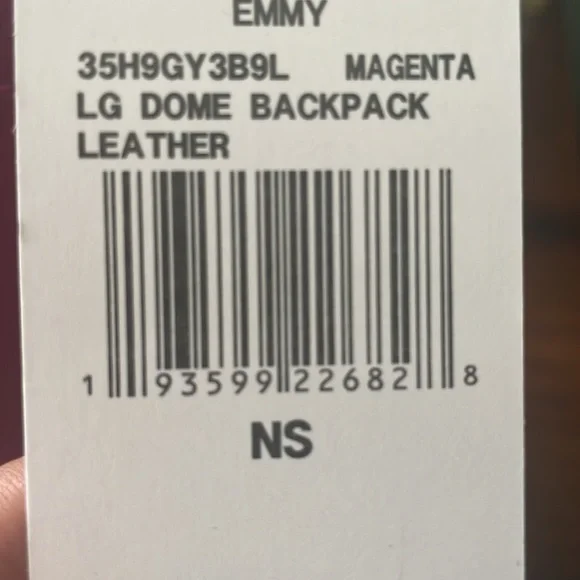 EMMY
35H9GY3B9L MAGENTA
LG DOME BACKPACK
LEATHER
1 93599 22682 8
NS